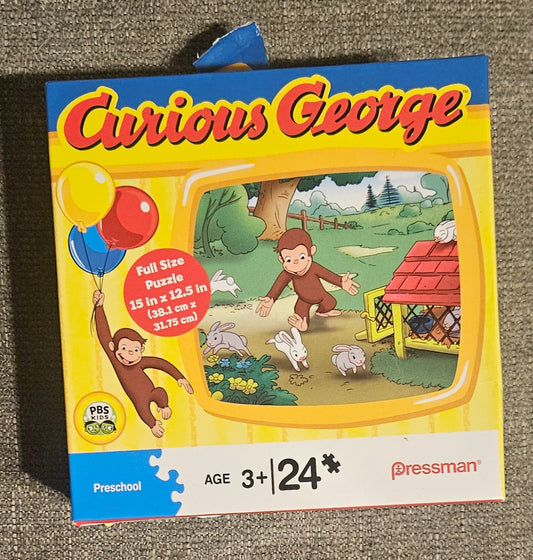 Curious George™
Full Size
Puzzle
15 in x 12.5 in
(38.1 cm x
31.75 cm)
PBS
KIDS
Preschool
AGE 3+ 24
Pressman®